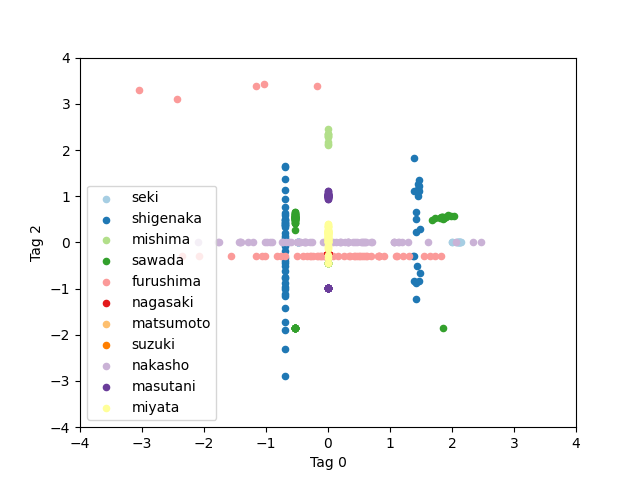 4
3
2
1
0
−1
−2
−3
−4
Tag 2
seki
shigenaka
mishima
sawada
furushima
nagasaki
matsumoto
suzuki
nakasho
masutani
miyata
−4 −3 −2 −1 0 1 2 3 4
Tag 0